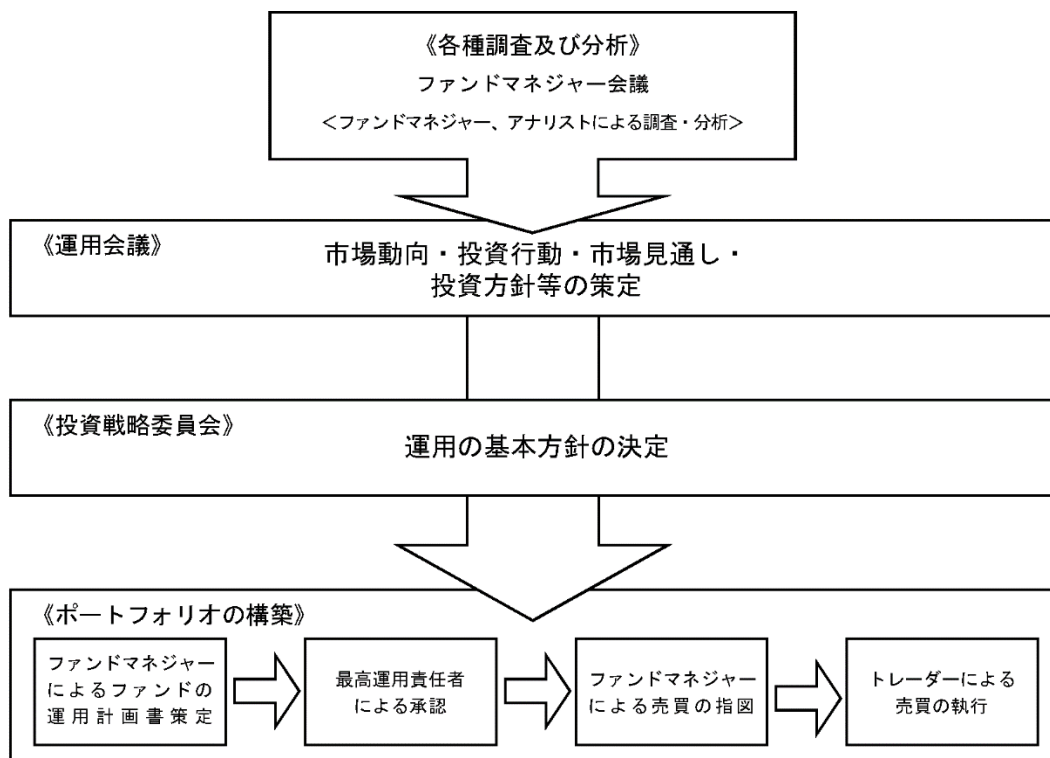 《各種調査及び分析》
ファンドマネジャー会議
＜ファンドマネジャー、アナリストによる調査・分析＞
《運用会議》
市場動向・投資行動・市場見通し・
投資方針等の策定
《投資戦略委員会》
運用の基本方針の決定
《ポートフォリオの構築》
ファンドマネジャー
によるファンドの
運用計画書策定
最高運用責任者
による承認
ファンドマネジャー
による売買の指図
トレーダーによる
売買の執行